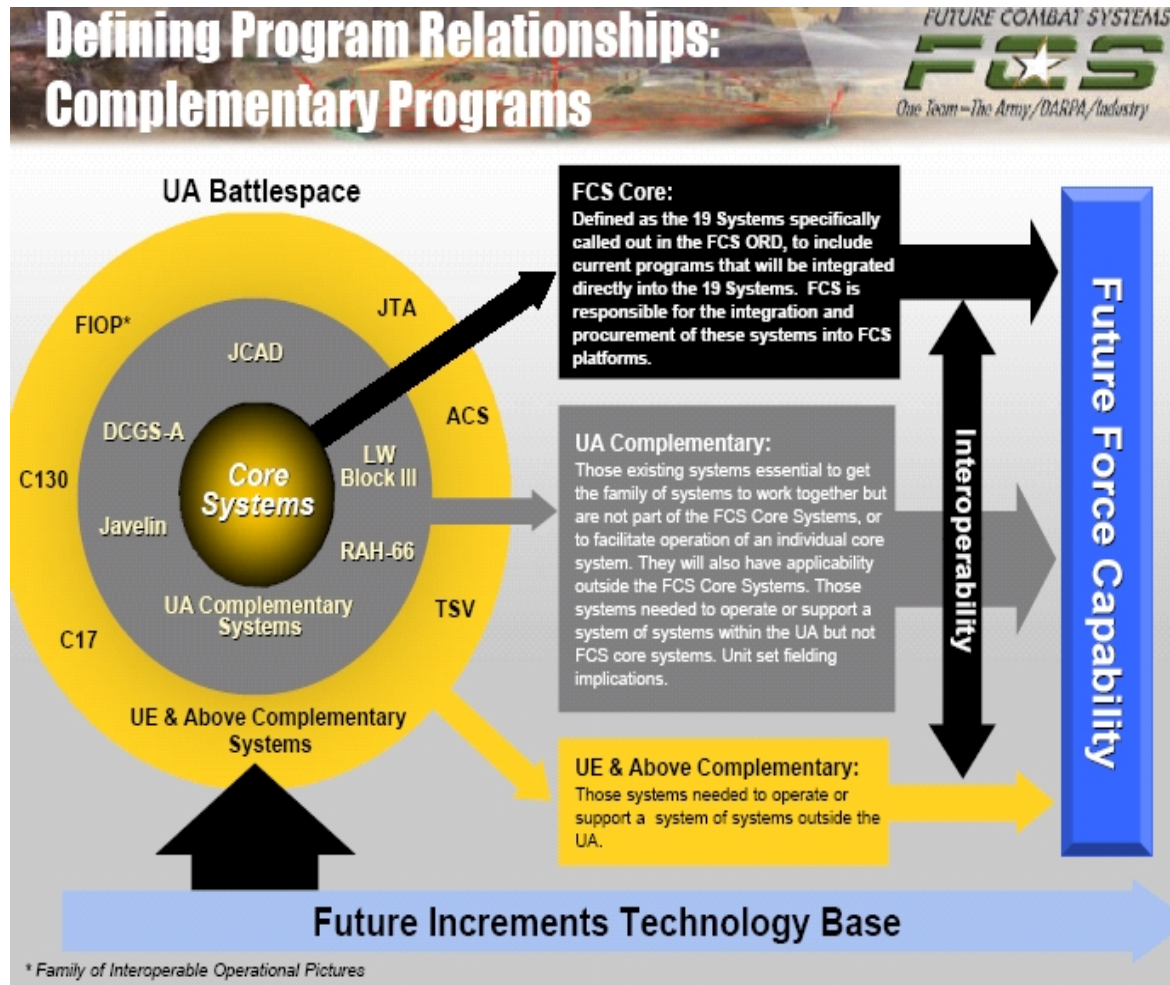 Defining Program Relationships:
Complementary Programs
FUTURE COMBAT SYSTEMS
FCS
One Team—The Army/DARPA/Industry
UA Battlespace
FIOP*
JTA
JCAD
DCGS-A
ACS
LW
Block III
C130
Core
Systems
Javelin
RAH-66
UA Complementary
Systems
TSV
C17
UE & Above Complementary
Systems
FCS Core:
Defined as the 19 Systems specifically
called out in the FCS ORD, to include
current programs that will be integrated
directly into the 19 Systems.  FCS is
responsible for the integration and
procurement of these systems into FCS
platforms.
UA Complementary:
Those existing systems essential to get
the family of systems to work together but
are not part of the FCS Core Systems, or
to facilitate operation of an individual core
system. They will also have applicability
outside the FCS Core Systems. Those
systems needed to operate or support a
system of systems within the UA but not
FCS core systems. Unit set fielding
implications.
UE & Above Complementary:
Those systems needed to operate or
support a  system of systems outside the
UA.
Interoperability
Future Force Capability
Future Increments Technology Base
* Family of Interoperable Operational Pictures